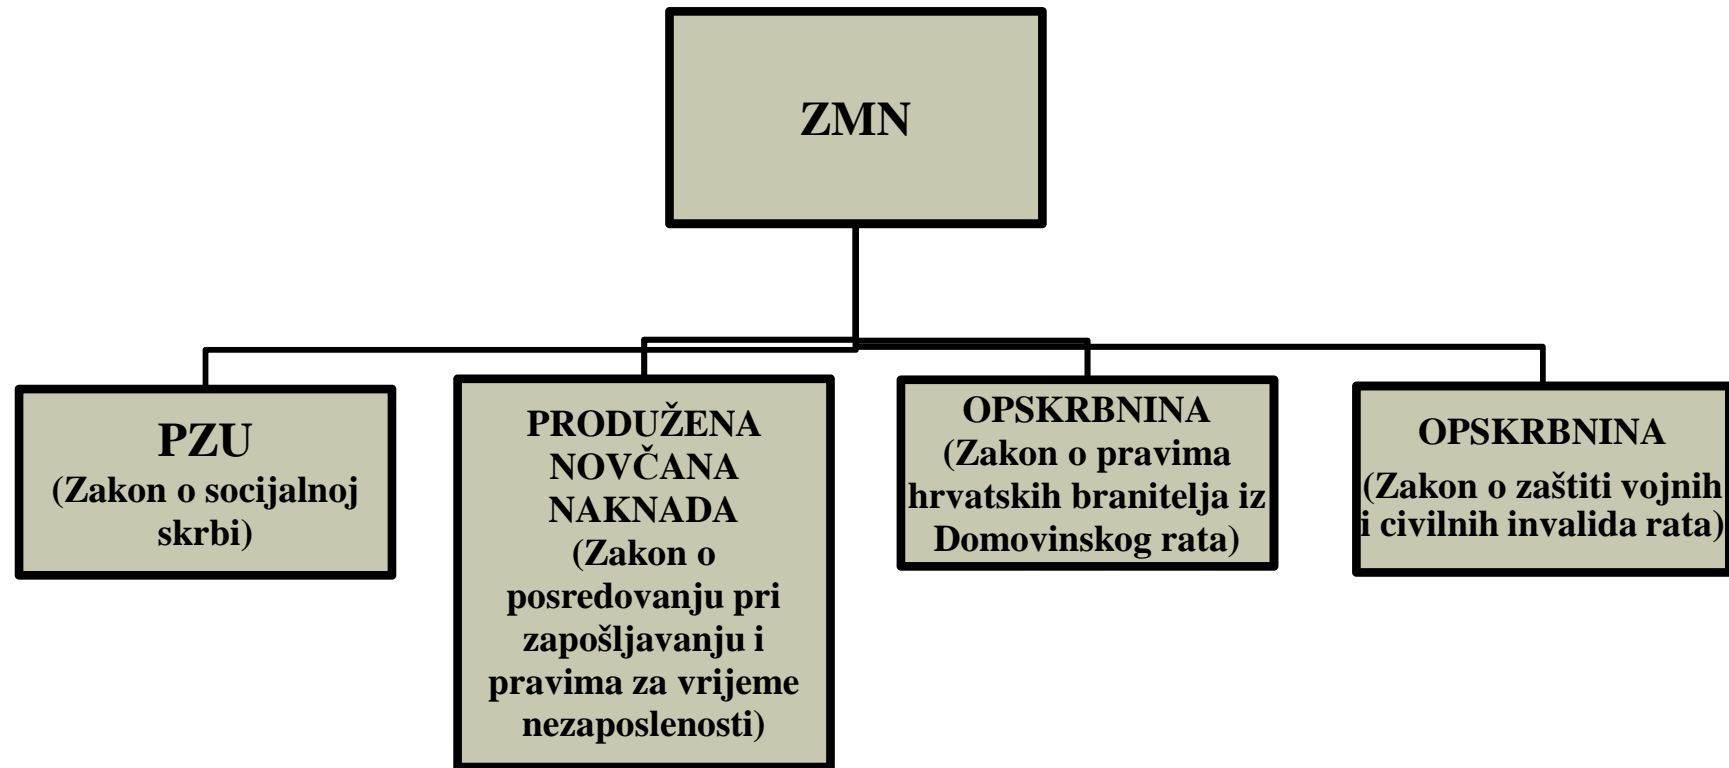 ZMN
PZU
(Zakon o socijalnoj
skrbi)
PRODUŽENA
NOVČANA
NAKNADA
(Zakon o
posredovanju pri
zapošljavanju i
pravima za vrijeme
nezaposlenosti)
OPSKRBNINA
(Zakon o pravima
hrvatskih branitelja iz
Domovinskog rata)
OPSKRBNINA
(Zakon o zaštiti vojnih
i civilnih invalida rata)